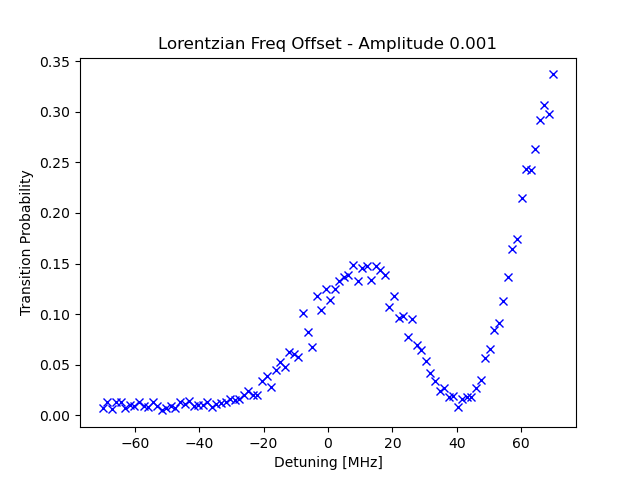 Lorentzian Freq Offset - Amplitude 0.001
Transition Probability
0.35
0.30
0.25
0.20
0.15
0.10
0.05
0.00
−60 −40 −20 0 20 40 60
Detuning [MHz]